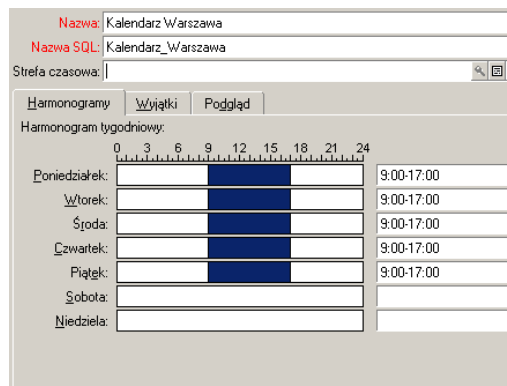 Nazwa: Kalendarz Warszawa
Nazwa SQL: Kalendarz_Warszawa
Strefa czasowa:
Harmonogramy Wyjątki Podgląd
Harmonogram tygodniowy:
0 3 6 9 12 15 18 21 24
Poniedziałek: 9:00-17:00
Wtorek: 9:00-17:00
Środa: 9:00-17:00
Czwartek: 9:00-17:00
Piątek: 9:00-17:00
Sobota:
Niedziela: